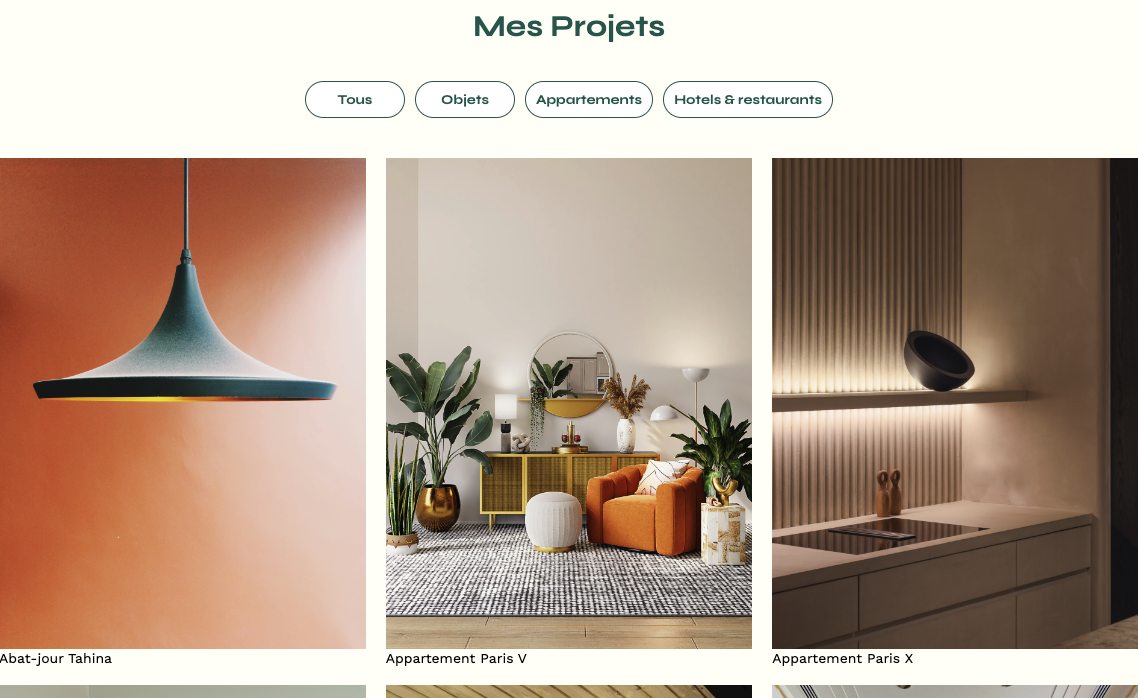 Mes Projets
Tous
Objets
Appartements
Hotels & restaurants
Abat-jour Tahina
Appartement Paris V
Appartement Paris X